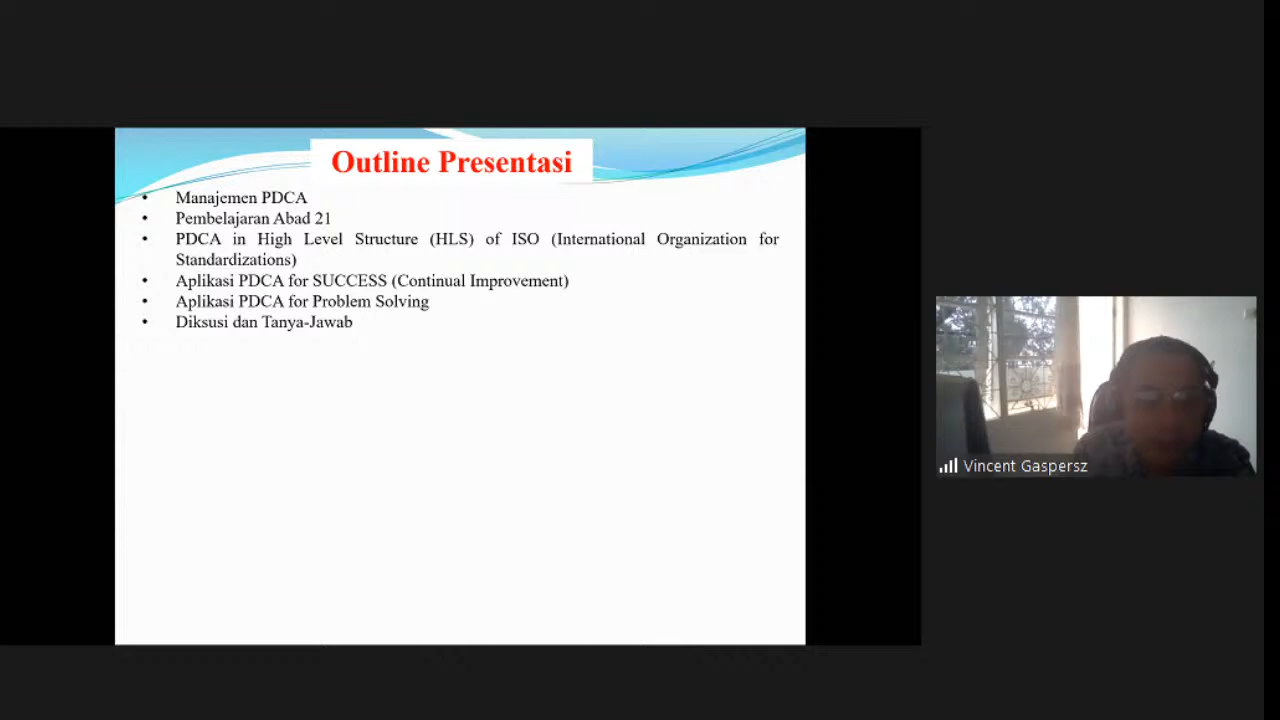 Outline Presentasi
• Manajemen PDCA
• Pembelajaran Abad 21
• PDCA in High Level Structure (HLS) of ISO (International Organization for
Standardizations)
• Aplikasi PDCA for SUCCESS (Continual Improvement)
• Aplikasi PDCA for Problem Solving
• Diksusi dan Tanya-Jawab
Vincent Gaspersz